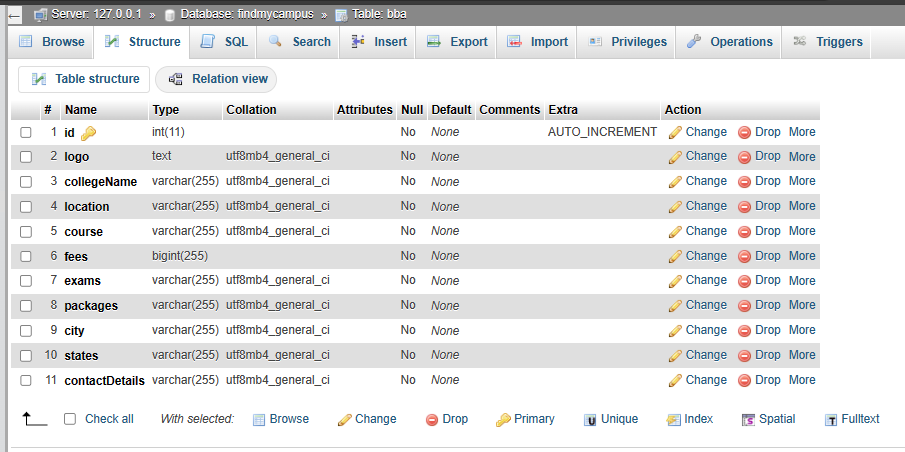 Server: 127.0.0.1 » Database: findmycampus » Table: bba
Browse Structure SQL Search Insert Export Import Privileges Operations Triggers
Table structure Relation view
# Name Type Collation Attributes Null Default Comments Extra Action
1 id int(11) No None AUTO_INCREMENT Change Drop More
2 logo text utf8mb4_general_ci No None Change Drop More
3 collegeName varchar(255) utf8mb4_general_ci No None Change Drop More
4 location varchar(255) utf8mb4_general_ci No None Change Drop More
5 course varchar(255) utf8mb4_general_ci No None Change Drop More
6 fees bigint(255) No None Change Drop More
7 exams varchar(255) utf8mb4_general_ci No None Change Drop More
8 packages varchar(255) utf8mb4_general_ci No None Change Drop More
9 city varchar(255) utf8mb4_general_ci No None Change Drop More
10 states varchar(255) utf8mb4_general_ci No None Change Drop More
11 contactDetails varchar(255) utf8mb4_general_ci No None Change Drop More
Check all With selected: Browse Change Drop Primary Unique Index Spatial Fulltext